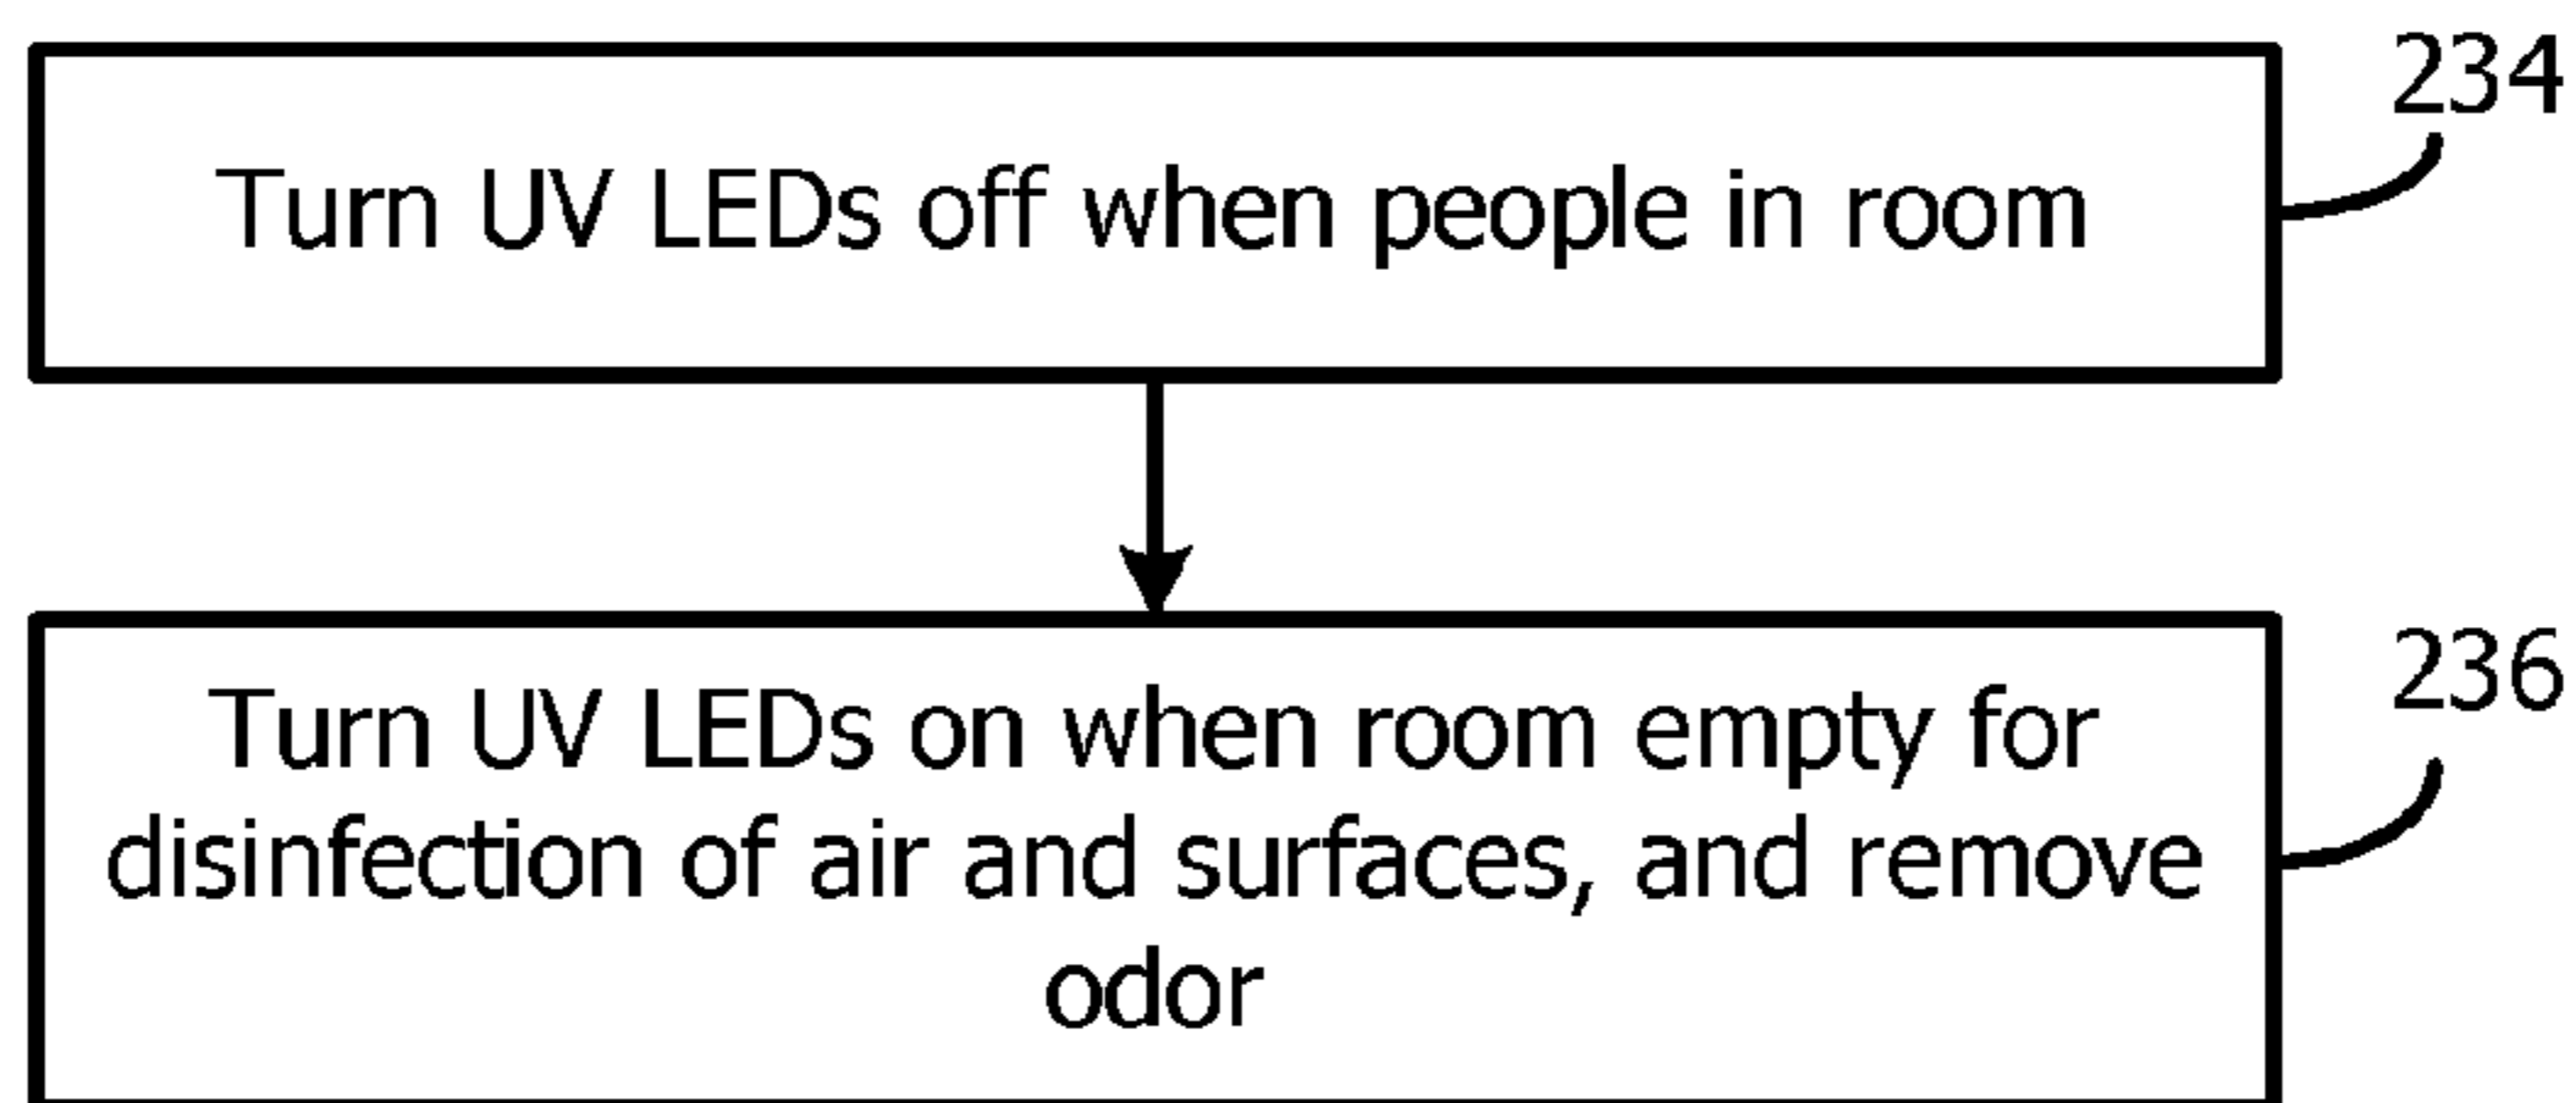 234
Turn UV LEDs off when people in room
236
Turn UV LEDs on when room empty for
disinfection of air and surfaces, and remove
odor